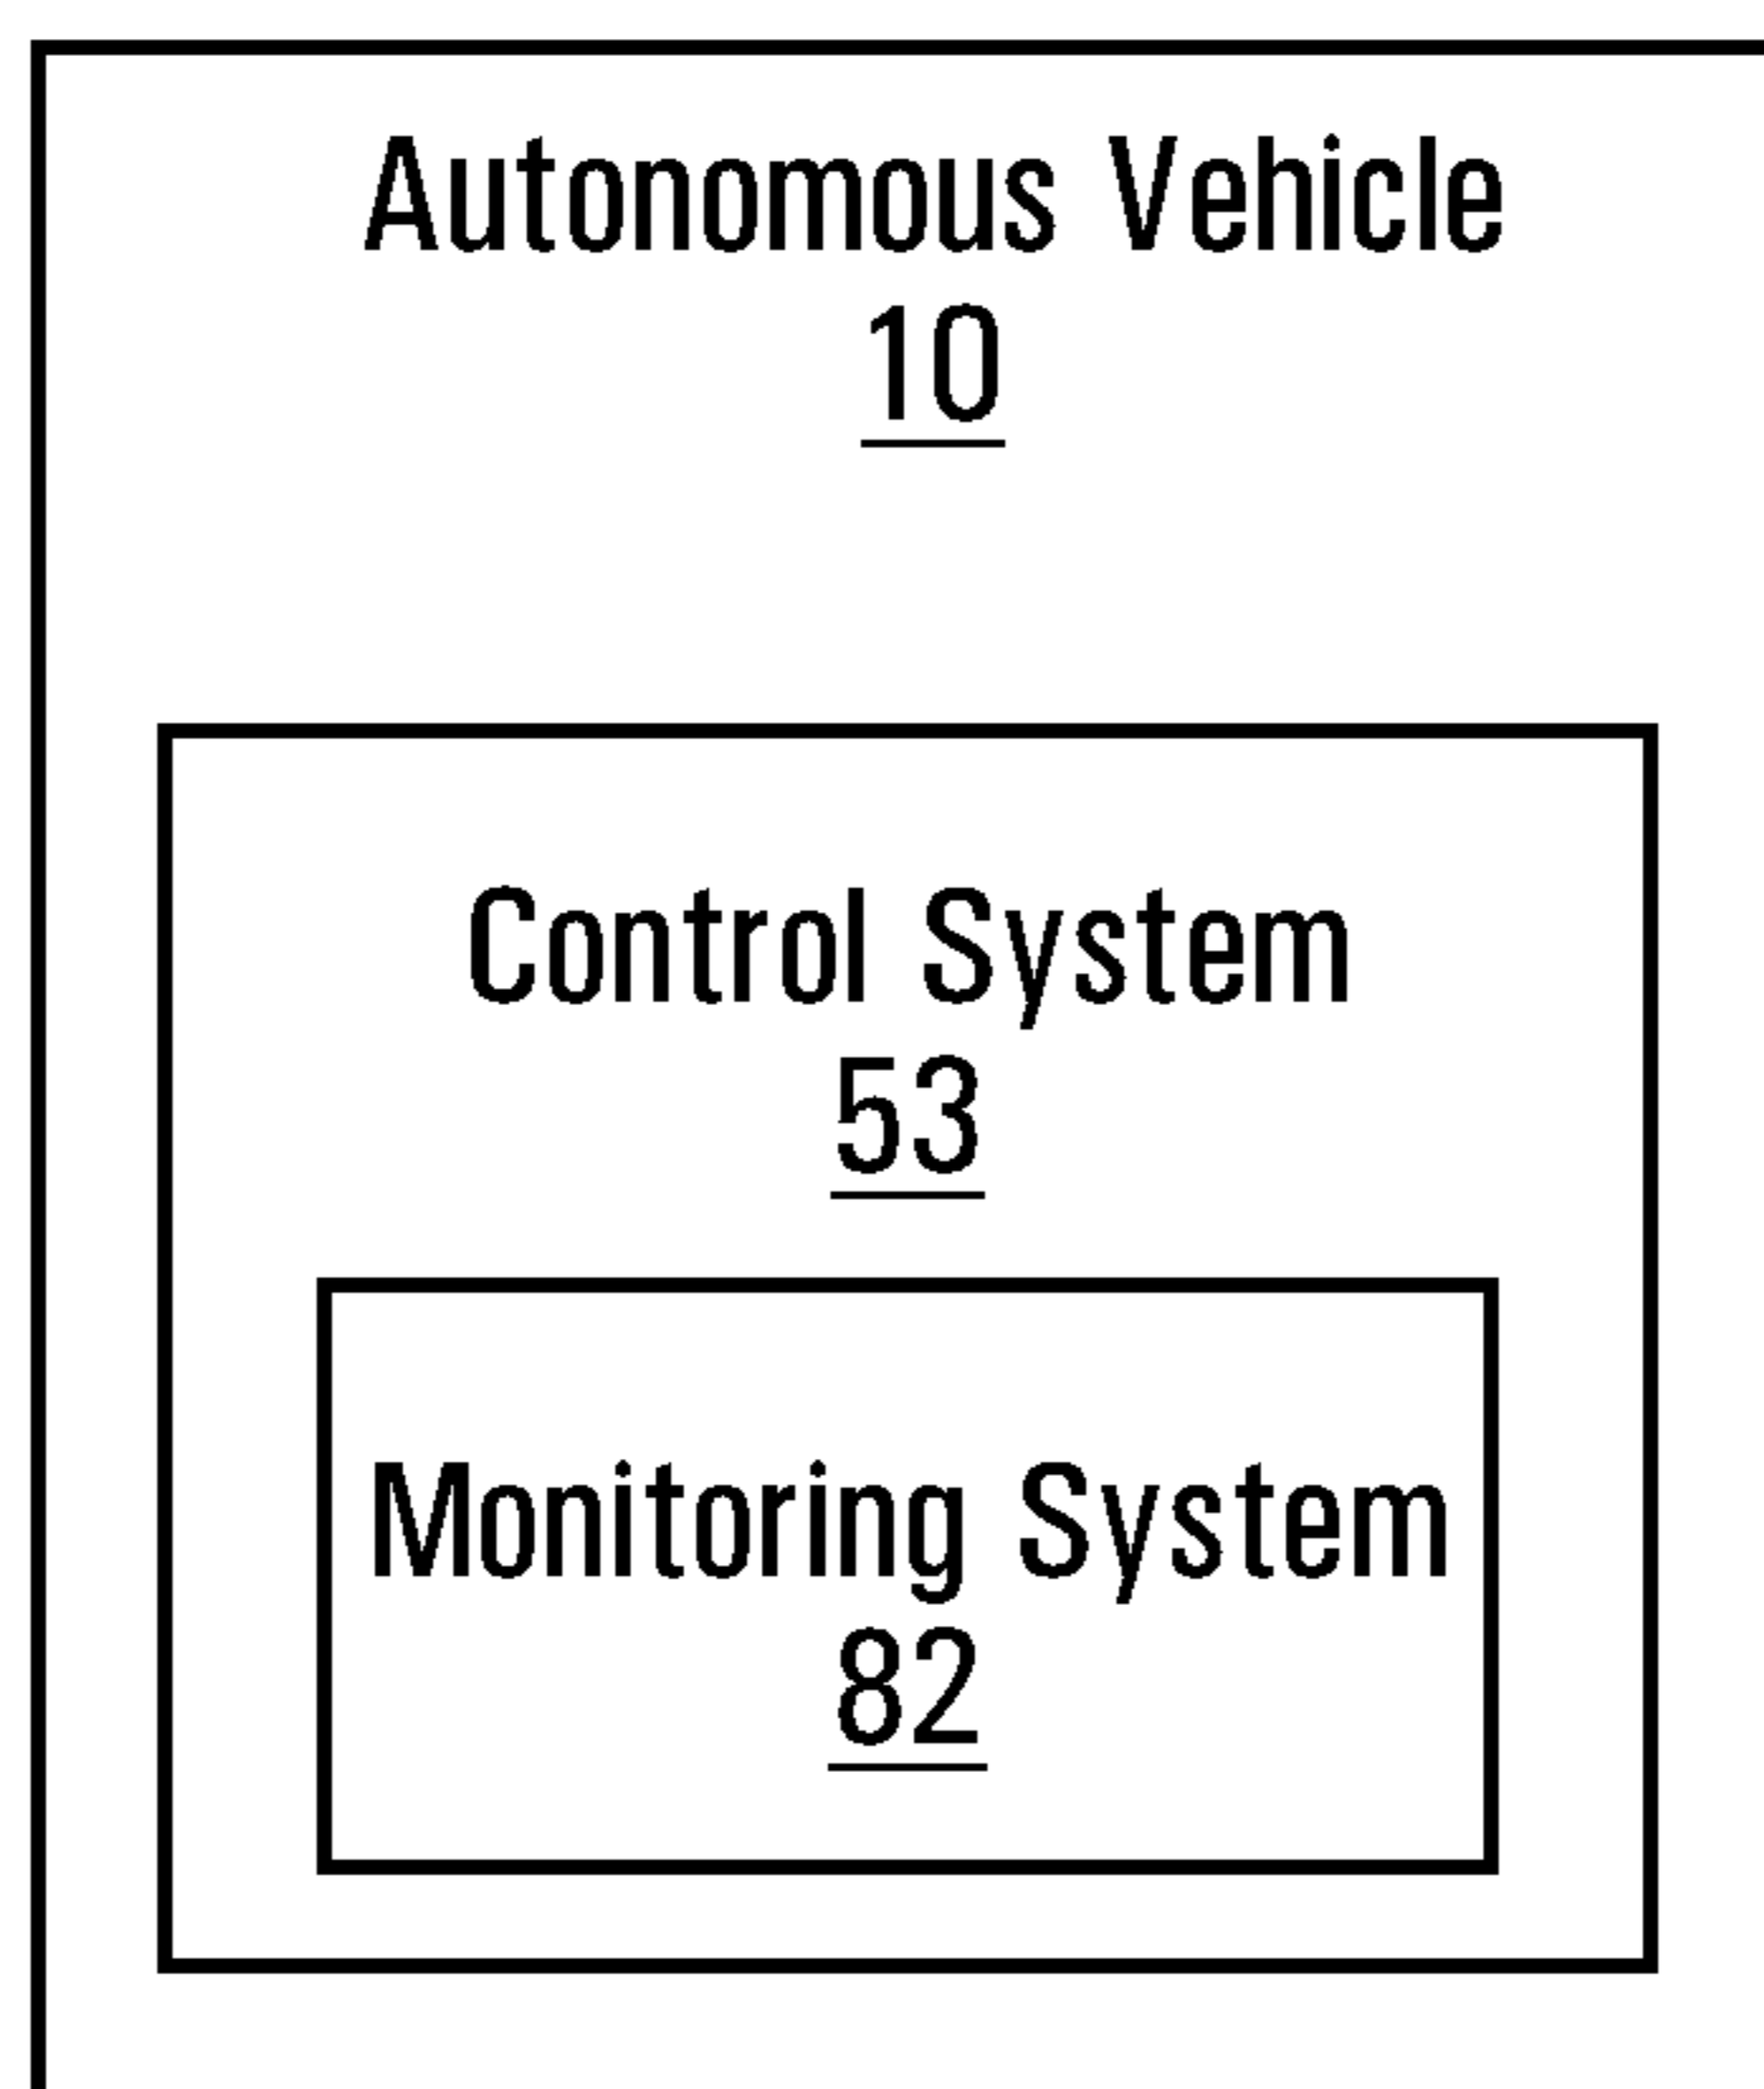 Autonomous Vehicle
10
Control System
53
Monitoring System
82